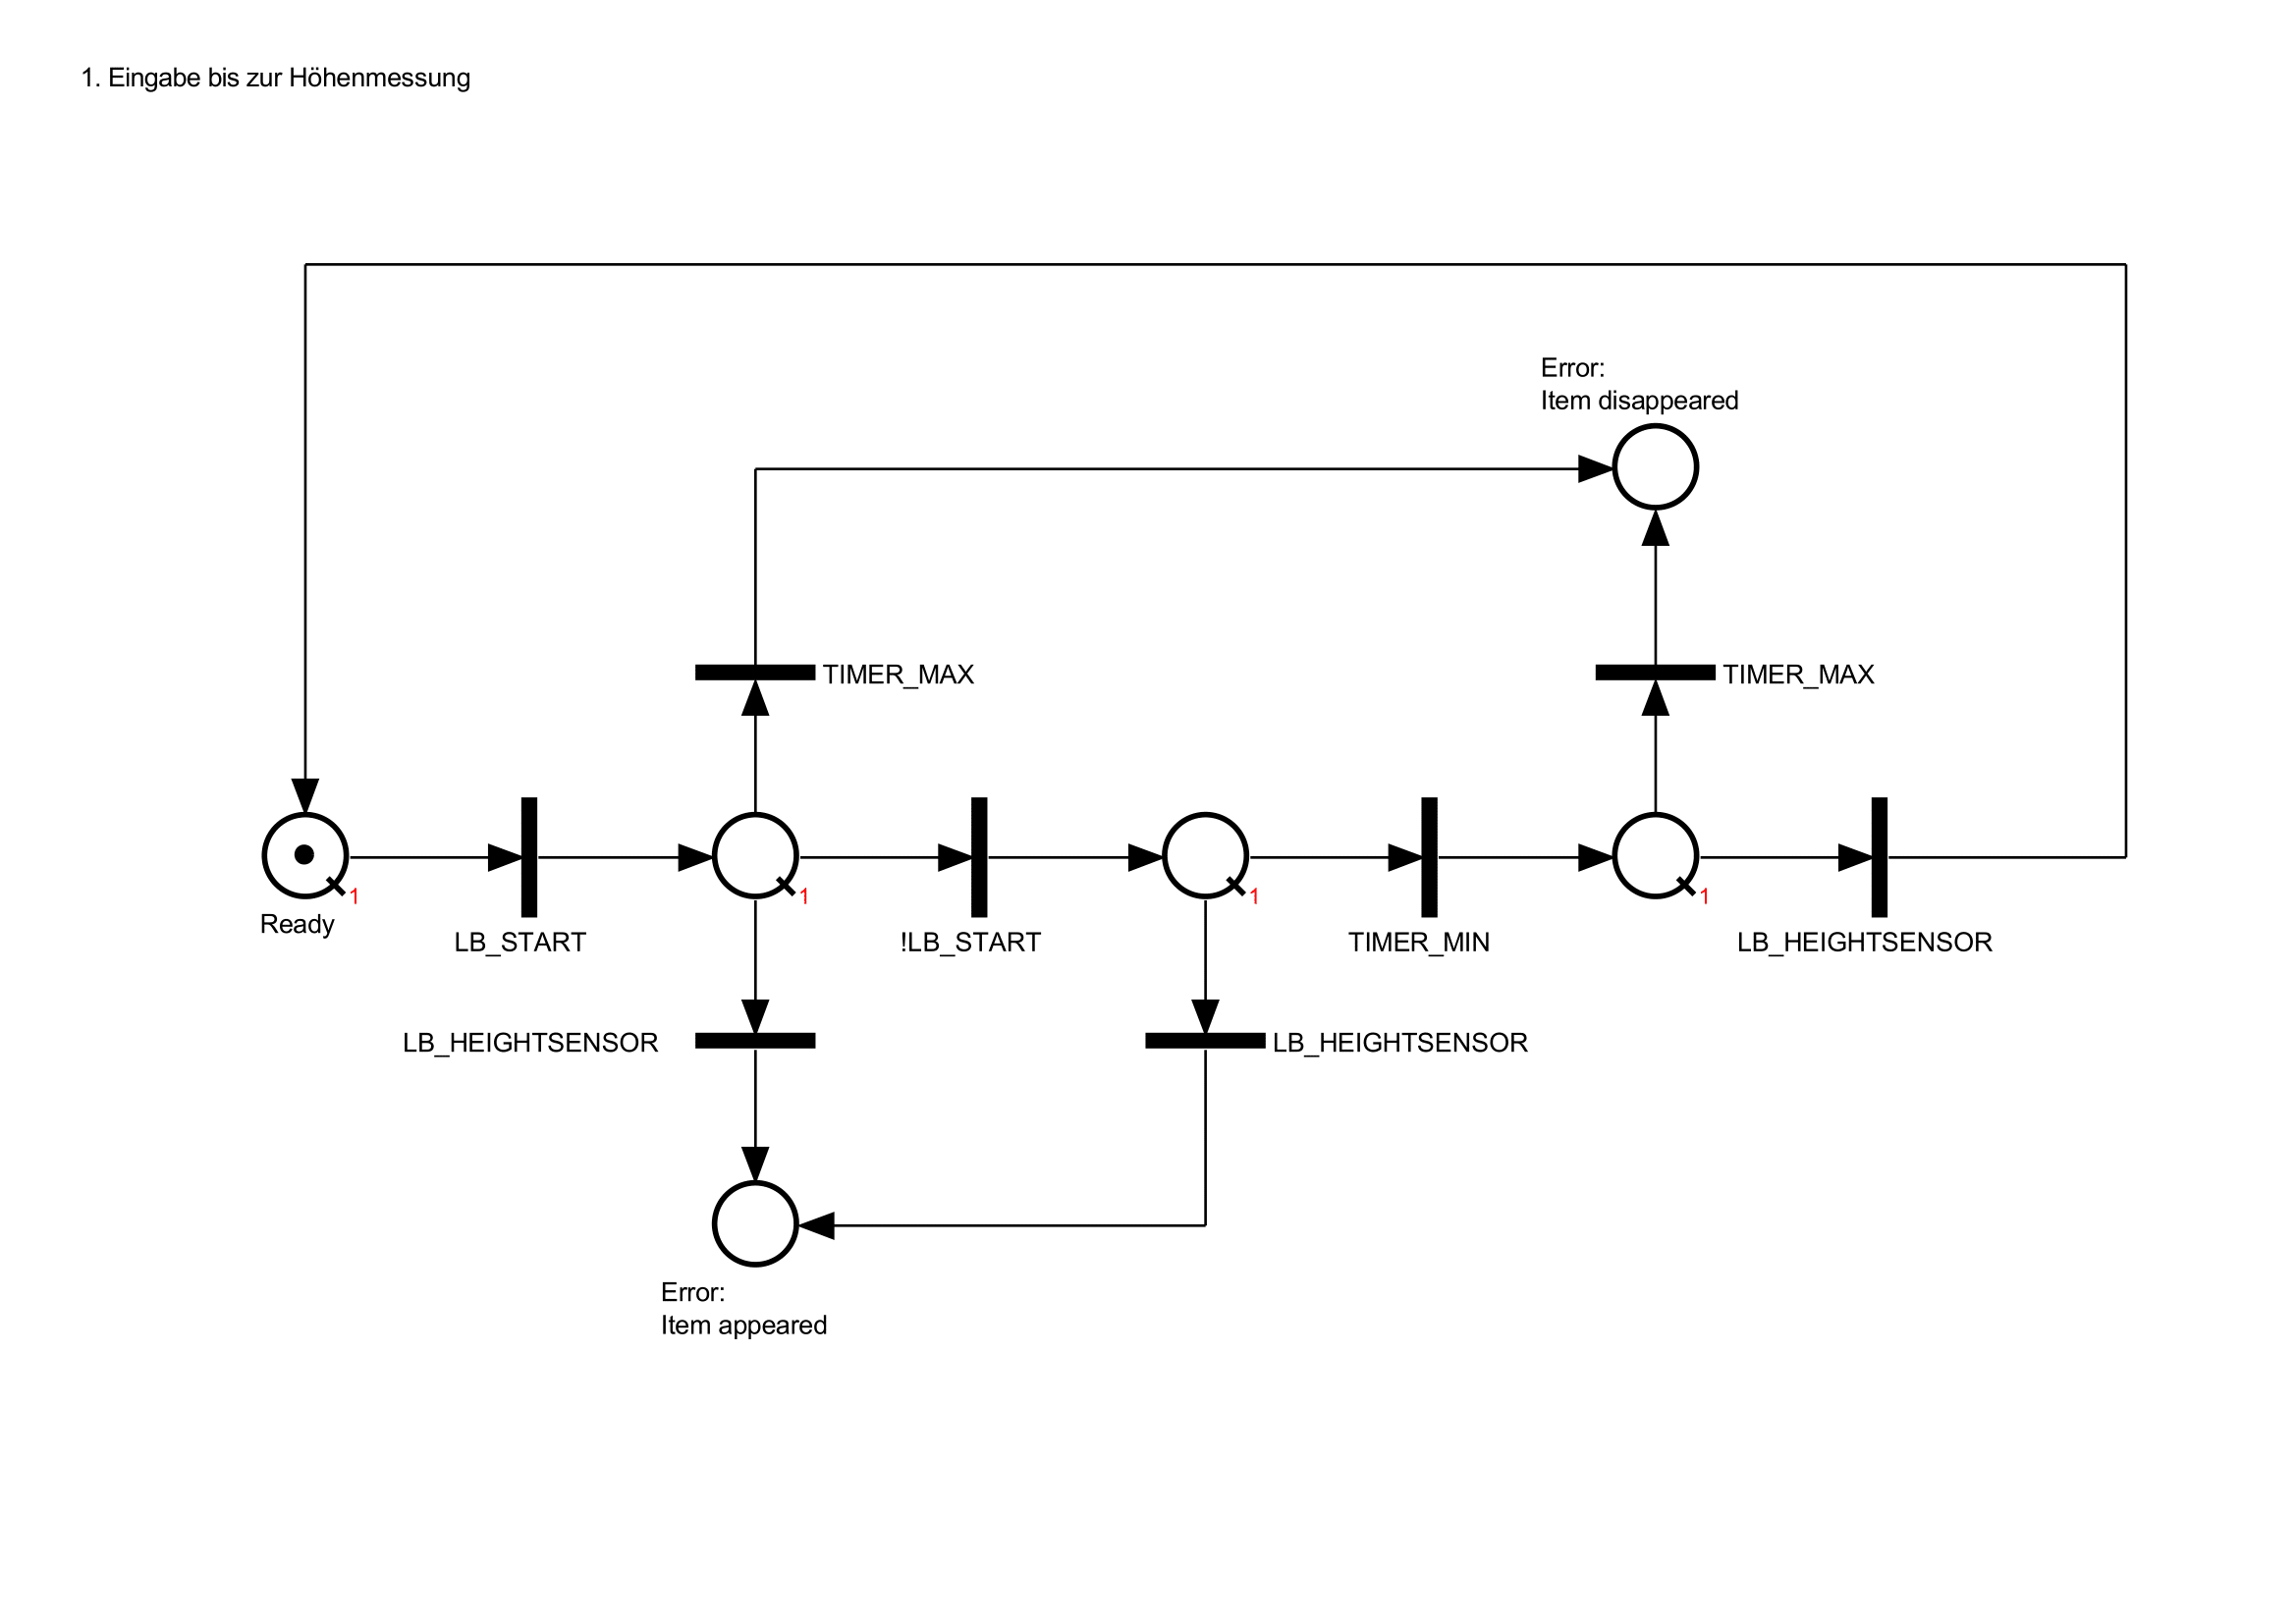 1. Eingabe bis zur Höhenmessung
Error:
Item disappeared
TIMER_MAX
TIMER_MAX
1
1
1
1
Ready
LB_START
!LB_START
TIMER_MIN
LB_HEIGHTSENSOR
LB_HEIGHTSENSOR
LB_HEIGHTSENSOR
Error:
Item appeared